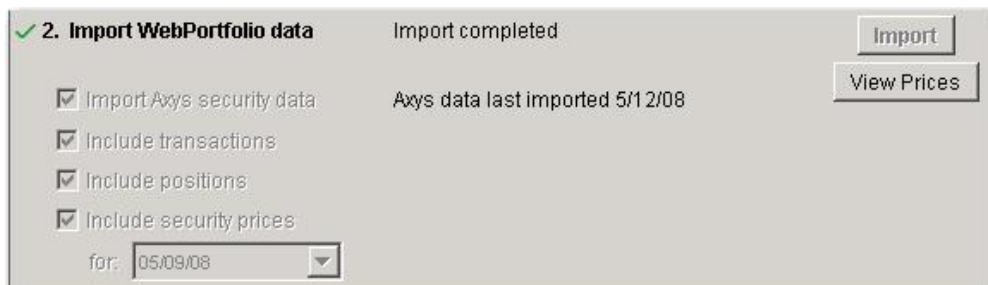 2. Import WebPortfolio data Import completed Import
View Prices
Import Axys security data Axys data last imported 5/12/08
Include transactions
Include positions
Include security prices
for: 05/09/08